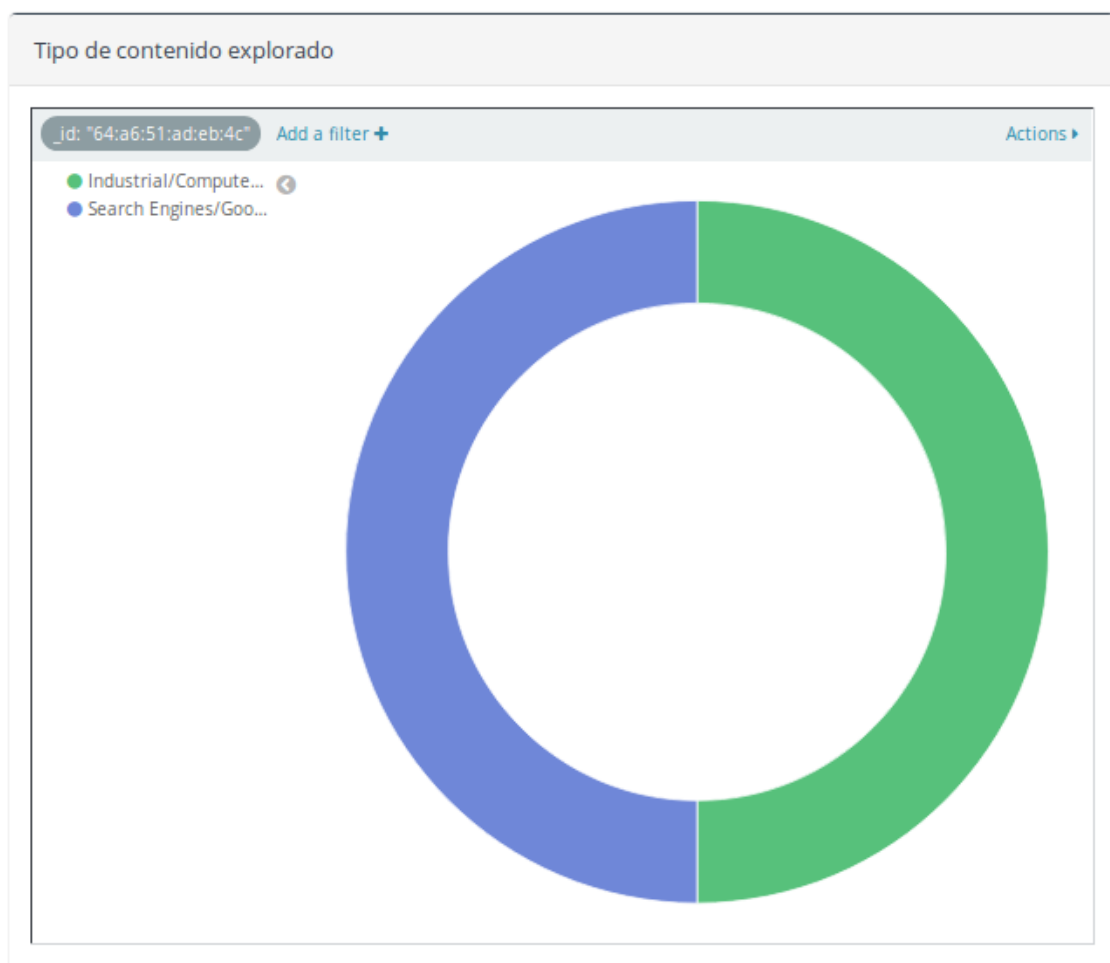 Tipo de contenido explorado
_id: "64:a6:51:ad:eb:4c" Add a filter + Actions
Industrial/Compute...
Search Engines/Goo...